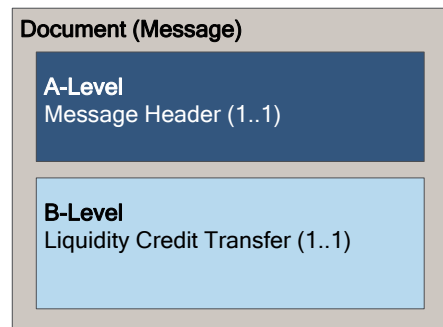 Document (Message)
A-Level
Message Header (1..1)
B-Level
Liquidity Credit Transfer (1..1)